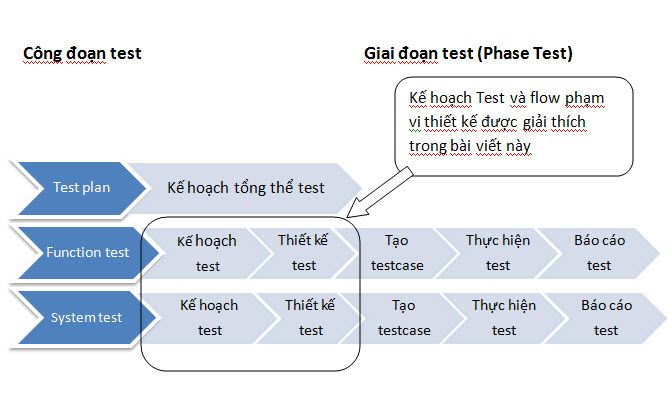 Công đoạn test
Giai đoạn test (Phase Test)
Kế hoạch Test và flow phạm
vi thiết kế được giải thích
trong bài viết này
Test plan
Kế hoạch tổng thể test
Function test
Kế hoạch
test
Thiết kế
test
Tạo
testcase
Thực hiện
test
Báo cáo
test
System test
Kế hoạch
test
Thiết kế
test
Tạo
testcase
Thực hiện
test
Báo cáo
test